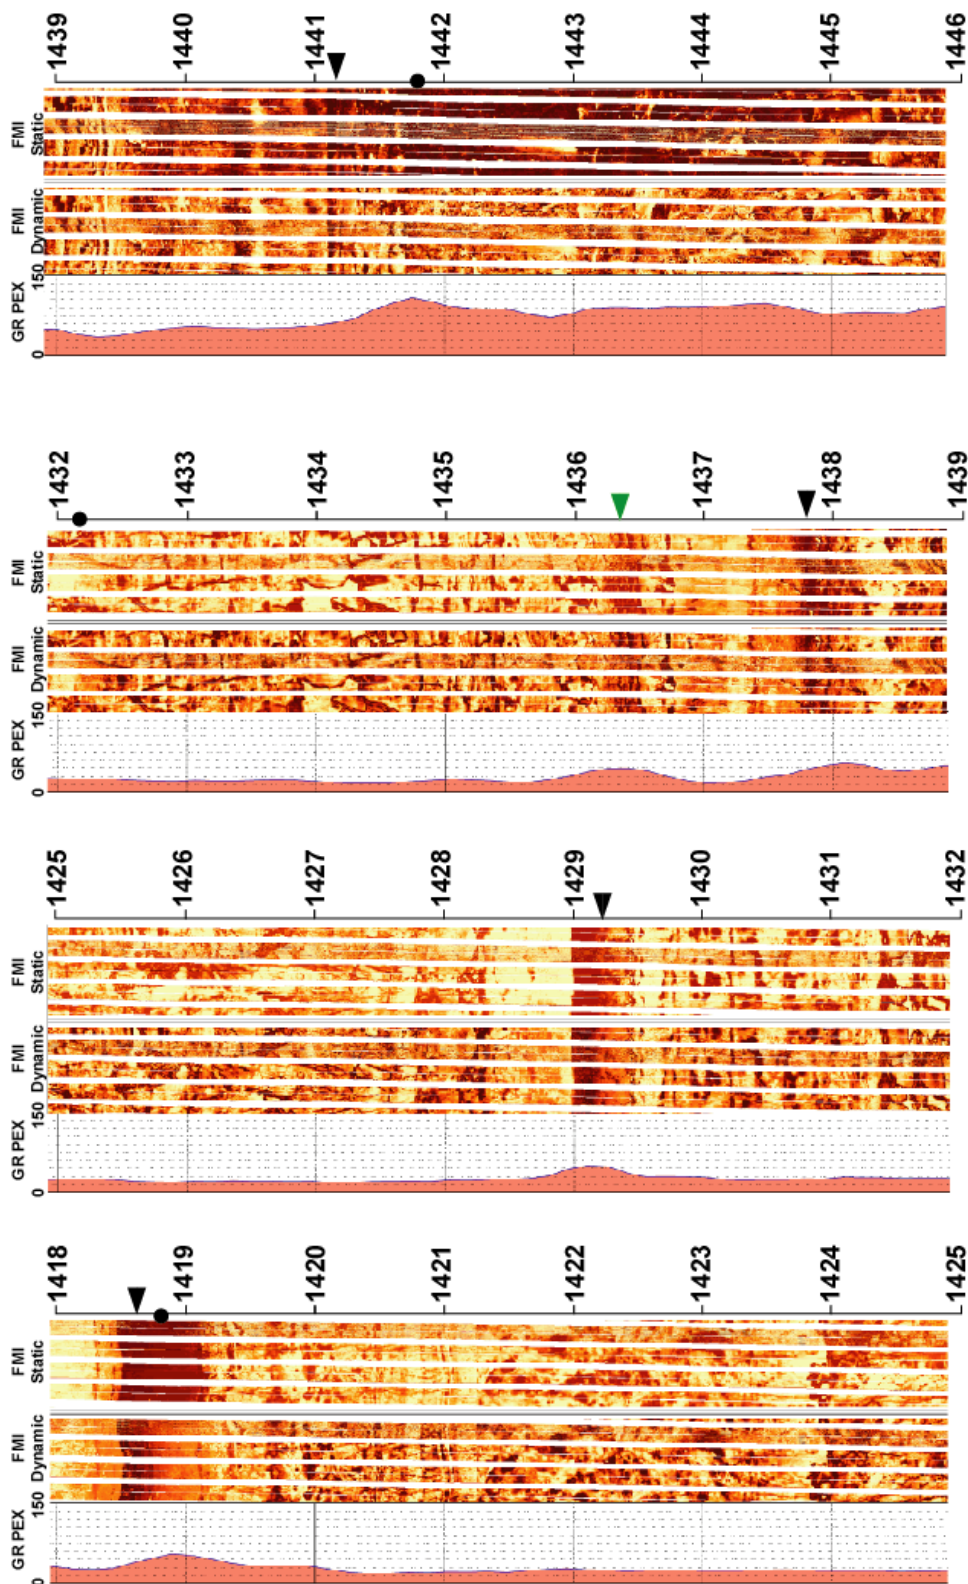 1439 1440 1441 1442 1443 1444 1445 1446
FMI
Static
FMI
Dynamic
150
GR PEX
0
1432 1433 1434 1435 1436 1437 1438 1439
FMI
Static
FMI
Dynamic
150
GR PEX
0
1425 1426 1427 1428 1429 1430 1431 1432
FMI
Static
FMI
Dynamic
150
GR PEX
0
1418 1419 1420 1421 1422 1423 1424 1425
FMI
Static
FMI
Dynamic
150
GR PEX
0